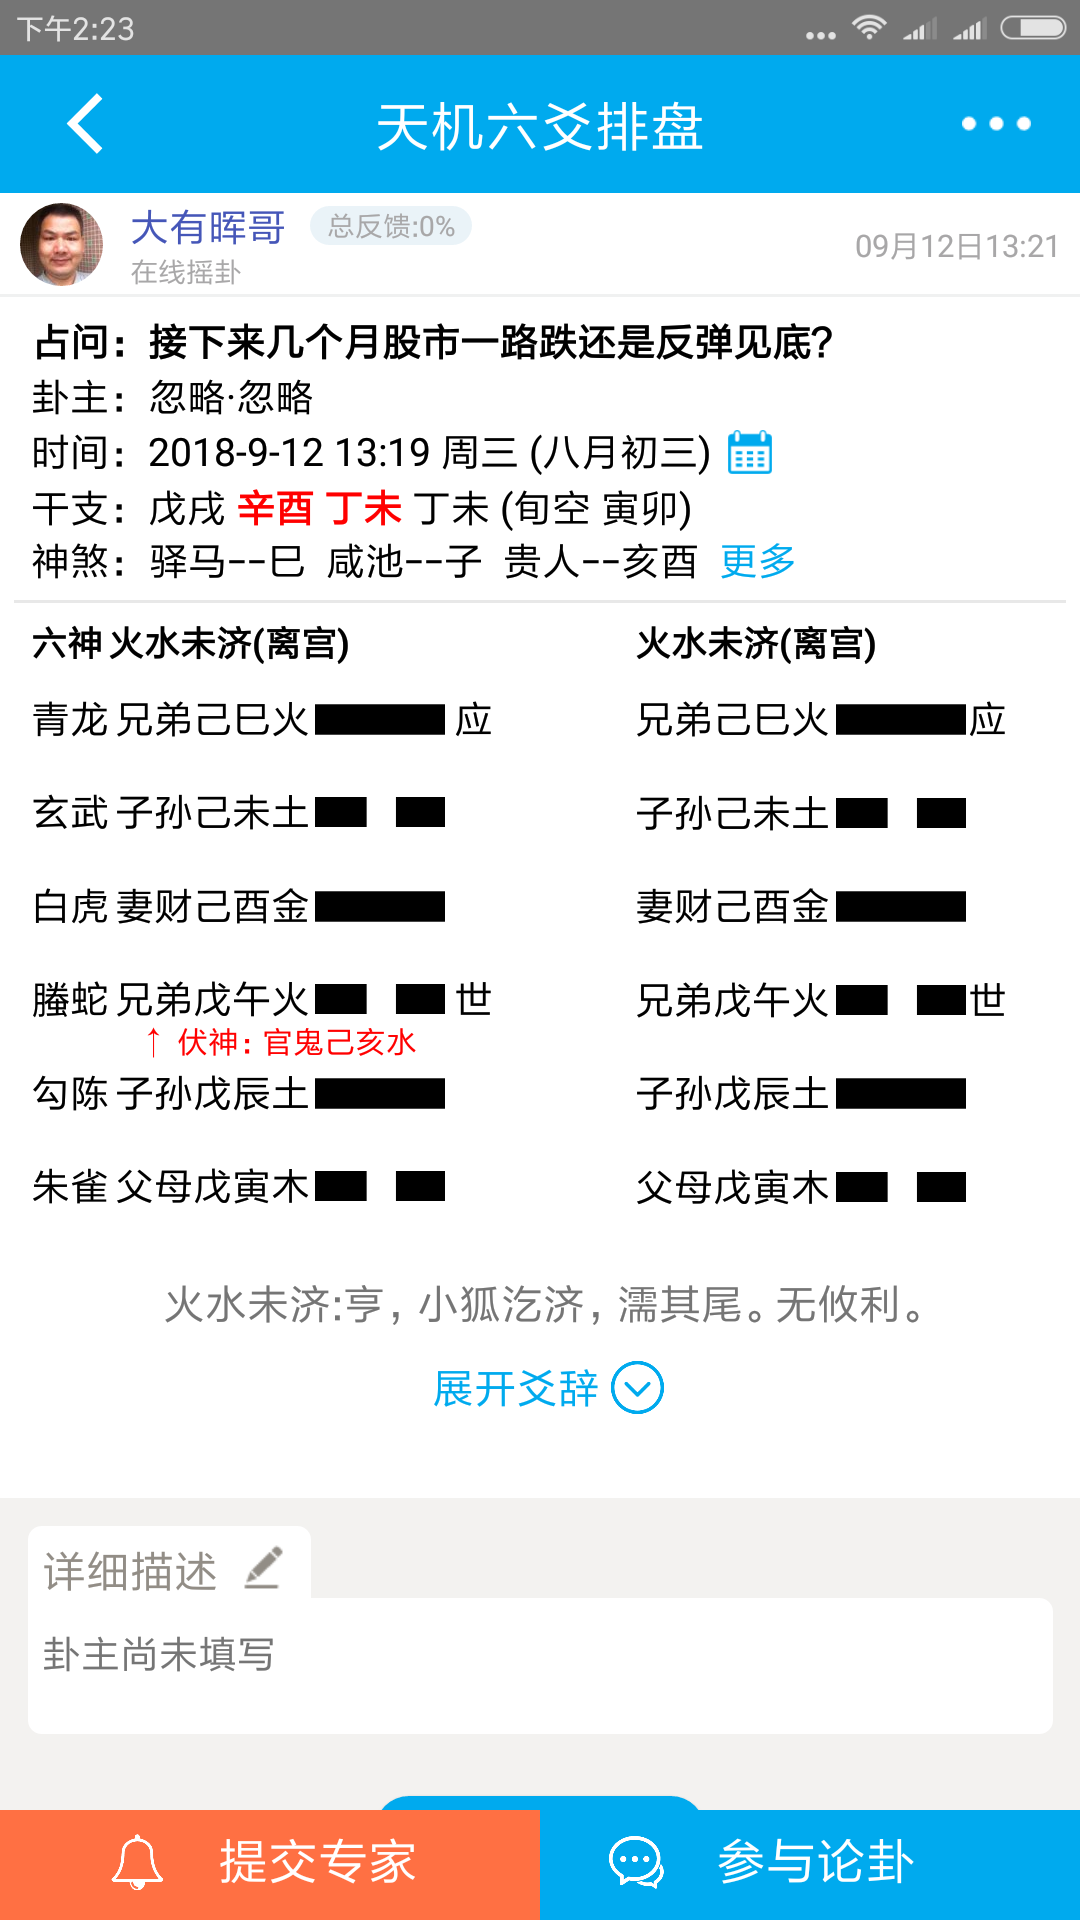 下午2:23
天机六爻排盘
大有晖哥 总反馈:0%
在线摇卦
09月12日13:21
占问：接下来几个月股市一路跌还是反弹见底?
卦主：忽略·忽略
时间：2018-9-12 13:19 周三 (八月初三)
干支：戊戌 辛酉 丁未 丁未 (旬空 寅卯)
神煞：驿马--巳 咸池--子 贵人--亥酉 更多
六神 火水未济(离宫) 火水未济(离宫)
青龙 兄弟己巳火 应 兄弟己巳火 应
玄武 子孙己未土 子孙己未土
白虎 妻财己酉金 妻财己酉金
螣蛇 兄弟戊午火 世 兄弟戊午火 世
↑ 伏神：官鬼己亥水
勾陈 子孙戊辰土 子孙戊辰土
朱雀 父母戊寅木 父母戊寅木
火水未济:亨，小狐汔济，濡其尾。无攸利。
展开爻辞
详细描述
卦主尚未填写
提交专家 参与论卦